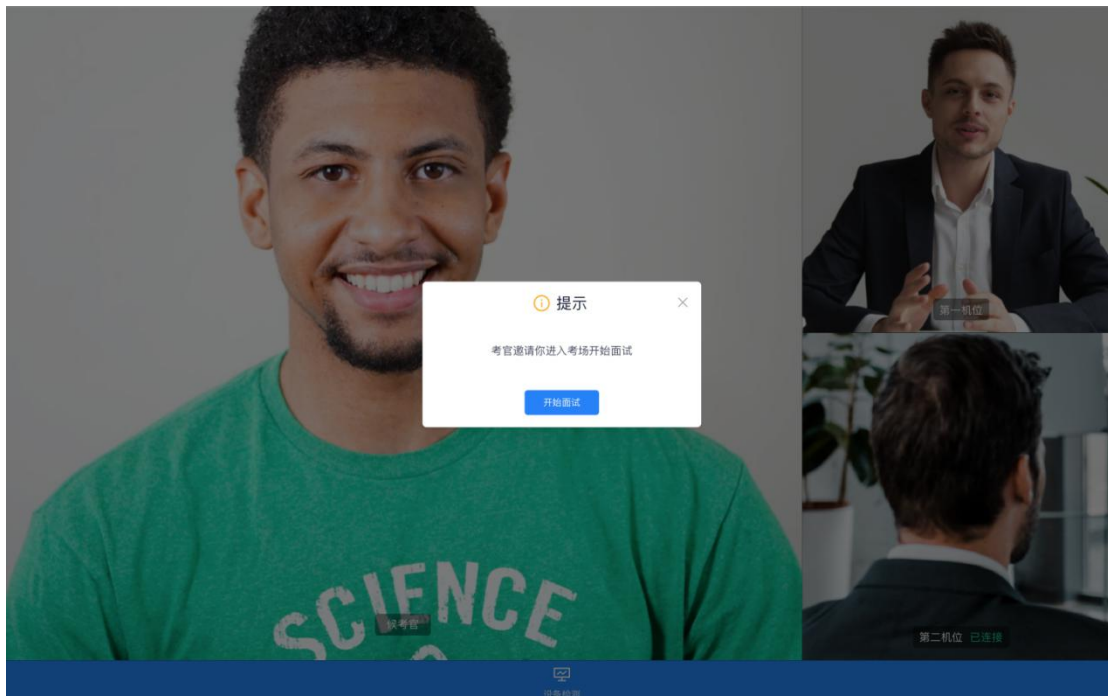 提示
考官邀请你进入考场开始面试
开始面试
第一机位
SCIENCE
候考官
第二机位 已连接
设备检测